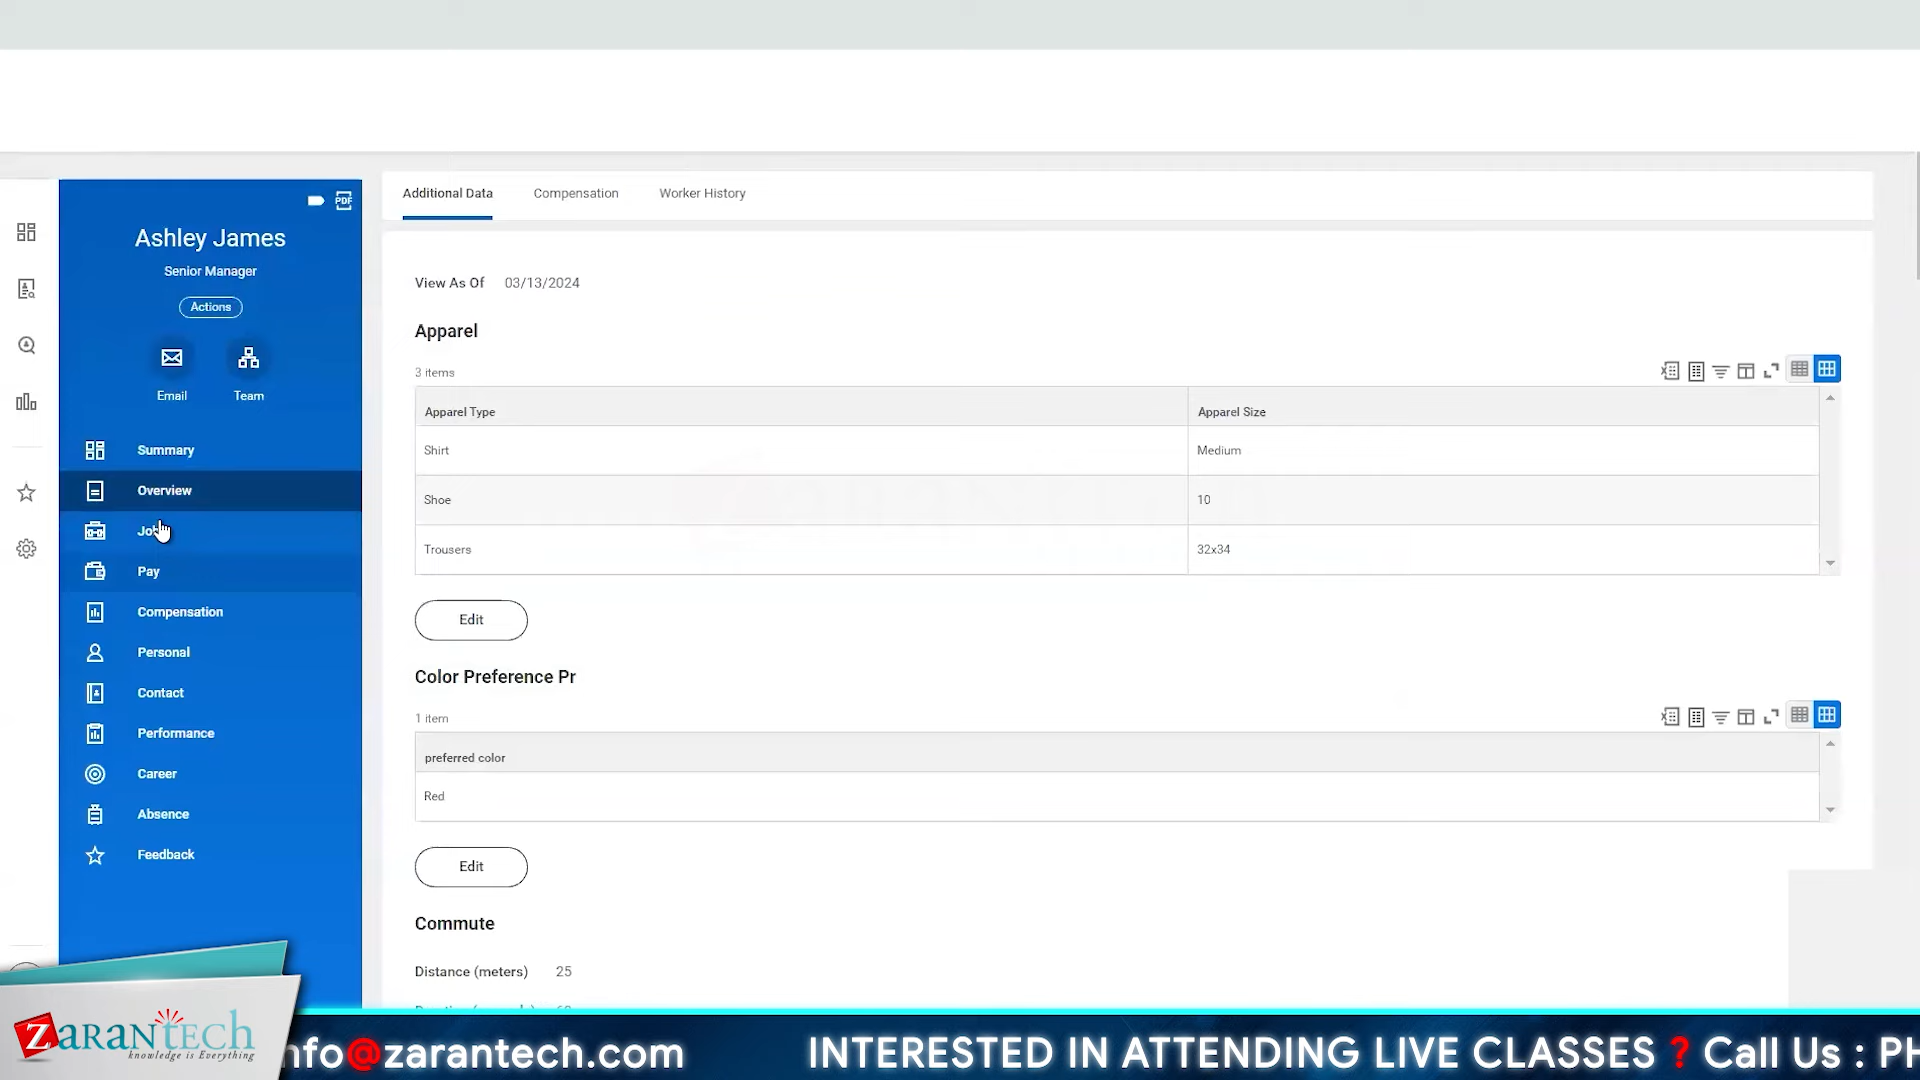 PDF
Ashley James
Senior Manager
Actions
Email Team
Summary
Overview
Job
Pay
Compensation
Personal
Contact
Performance
Career
Absence
Feedback
Additional Data Compensation Worker History
View As Of 03/13/2024
Apparel
3 items
Apparel Type Apparel Size
Shirt Medium
Shoe 10
Trousers 32x34
Edit
Color Preference Pr
1 item
preferred color
Red
Edit
Commute
Distance (meters) 25
ZARANTECH
knowledge is Everything
nfo@zarantech.com INTERESTED IN ATTENDING LIVE CLASSES ? Call Us : PH